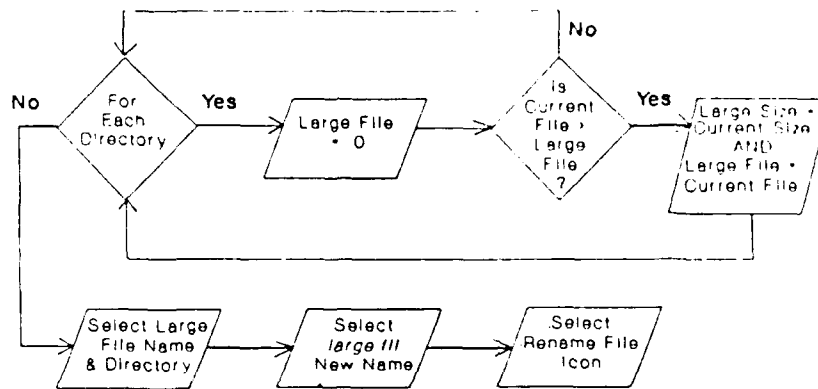 No
No
For
Each
Directory
Yes
Large File
= 0
Is
Current
File >
Large
File
?
Yes
Large Size =
Current Size
AND
Large File =
Current File
Select Large
File Name
& Directory
Select
large
New Name
Select
Rename File
Icon